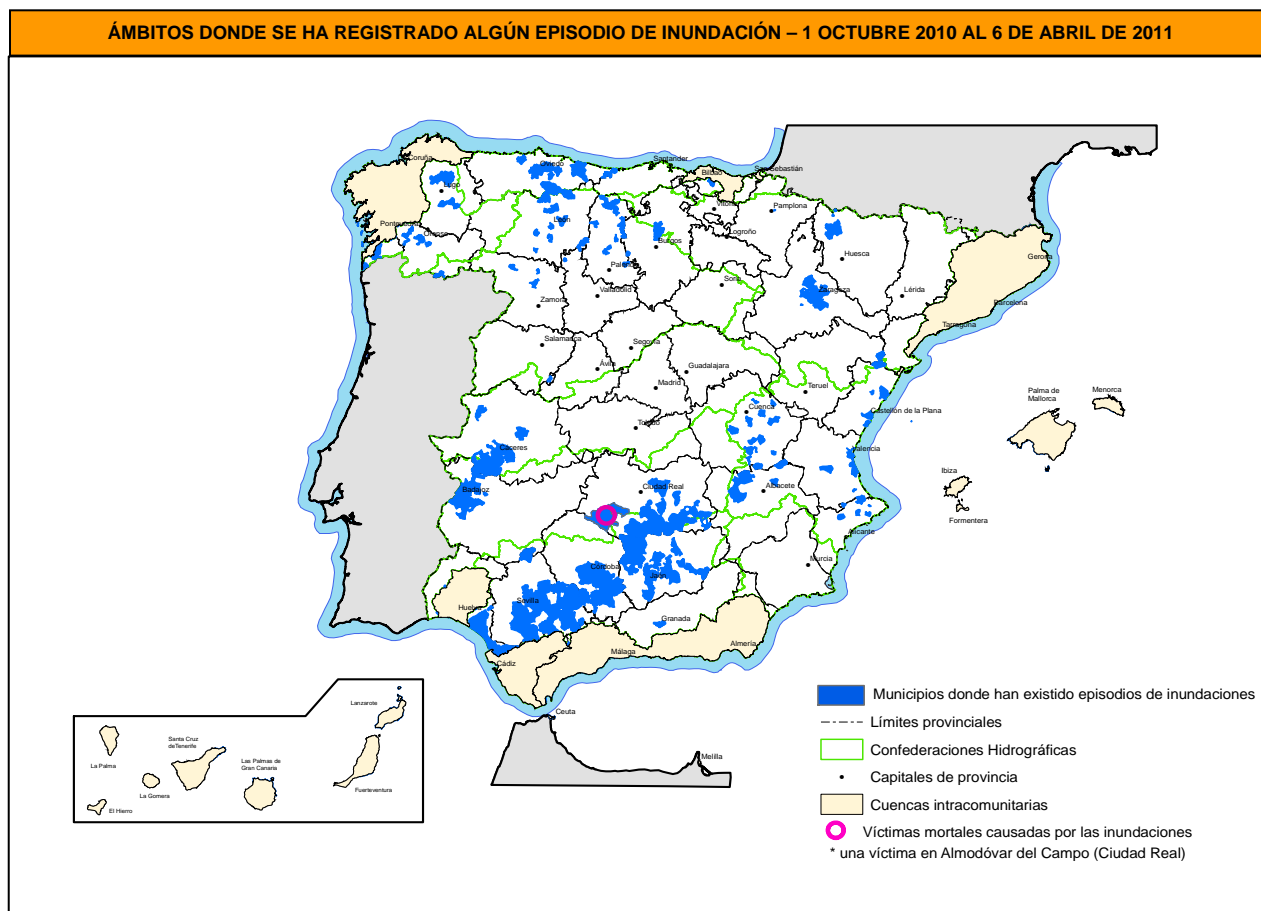 ÁMBITOS DONDE SE HA REGISTRADO ALGÚN EPISODIO DE INUNDACIÓN – 1 OCTUBRE 2010 AL 6 DE ABRIL DE 2011
Coruña
Oviedo
Santander
Bilbao
San Sebastián
Lugo
Vitoria
Pamplona
Pontevedra
Orense
León
Burgos
Logroño
Huesca
Gerona
Palencia
Soria
Zamora
Valladolid
Zaragoza
Lérida
Barcelona
Tarragona
Salamanca
Segovia
Ávila
Guadalajara
Madrid
Teruel
Cuenca
Castellón de la Plana
Palma de
Mallorca
Menorca
Toledo
Cáceres
Valencia
Ibiza
Badajoz
Ciudad Real
Albacete
Formentera
Alicante
Córdoba
Jaén
Murcia
Huelva
Sevilla
Granada
Almería
Málaga
Cádiz
Ceuta
Melilla
Lanzarote
Santa Cruz
deTenerife
La Palma
Las Palmas de
Gran Canaria
La Gomera
Fuerteventura
El Hierro
Municipios donde han existido episodios de inundaciones
Límites provinciales
Confederaciones Hidrográficas
Capitales de provincia
Cuencas intracomunitarias
Víctimas mortales causadas por las inundaciones
* una víctima en Almodóvar del Campo (Ciudad Real)